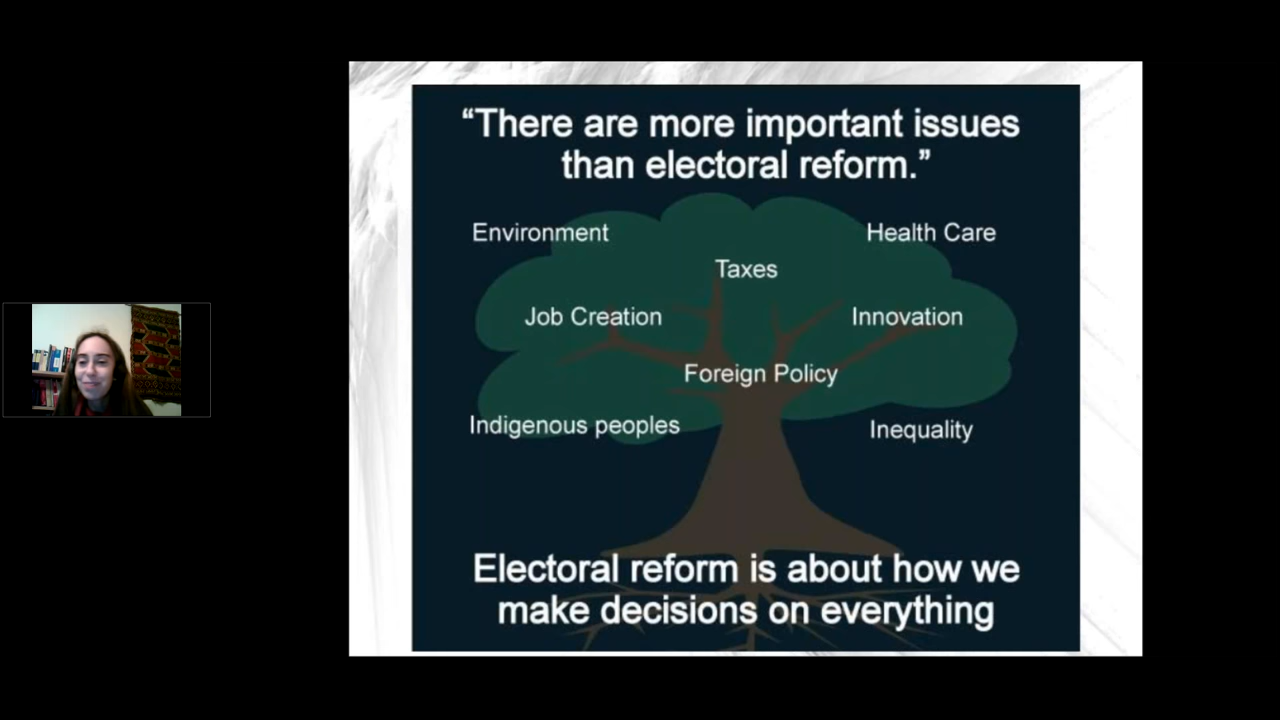 “There are more important issues
than electoral reform.”
Environment
Health Care
Taxes
Job Creation
Innovation
Foreign Policy
Indigenous peoples
Inequality
Electoral reform is about how we
make decisions on everything